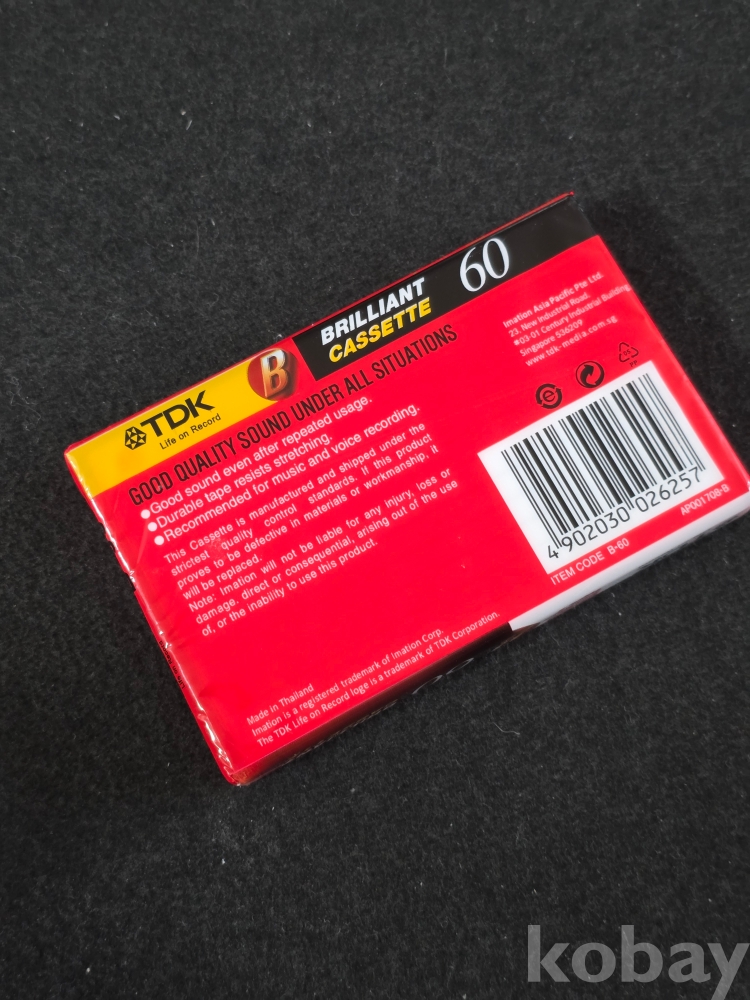 TDK
Life on Record
B
BRILLIANT
CASSETTE
60
GOOD QUALITY SOUND UNDER ALL SITUATIONS
●Good sound even after repeated usage.
●Durable tape resists stretching.
●Recommended for music and voice recording.
This Cassette is manufactured and shipped under the
strictest quality control standards. If this product
proves to be defective in materials or workmanship, it
will be replaced.
Note: Imation will not be liable for any injury, loss or
damage, direct or consequential, arising out of the use
of, or the inability to use this product.
Made in Thailand
Imation is a registered trademark of Imation Corp.
The TDK Life on Record loge is a trademark of TDK Corporation.
Imation Asia Pacific Pte Ltd.
23, New Industrial Road.
#03-01 Century Industrial Building,
Singapore 536209
www.tdk-media.com.sg
05
PP
4 902030 026257
ITEM CODE B-60
AP001708-B
kobay